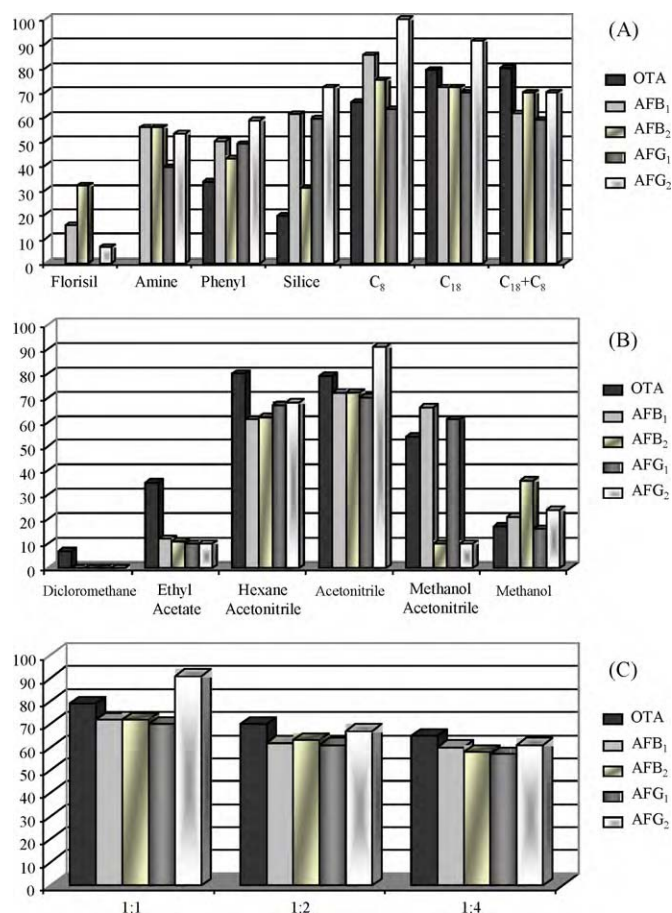 (A)
100
90
80
70
60
50
40
30
20
10
0
Florisil Amine Phenyl Silice C₈ C₁₈ C₁₈+C₈
OTA
AFB₁
AFB₂
AFG₁
AFG₂
(B)
100
90
80
70
60
50
40
30
20
10
0
Dicloromethane Ethyl Acetate Hexane Acetonitrile Acetonitrile Methanol Acetonitrile Methanol
OTA
AFB₁
AFB₂
AFG₁
AFG₂
(C)
100
90
80
70
60
50
40
30
20
10
0
1:1 1:2 1:4
OTA
AFB₁
AFB₂
AFG₁
AFG₂